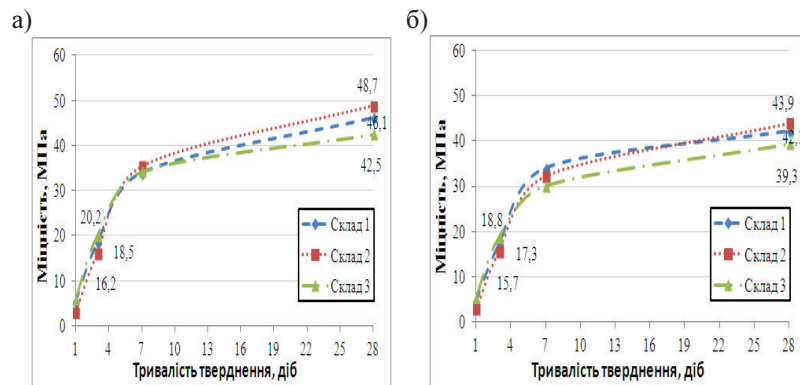 а)
60
50
40
30
20
10
0
Міцність, МПа
48,7
46,1
42,5
20,2
18,5
16,2
Склад 1
Склад 2
Склад 3
1 4 7 10 13 16 19 22 25 28
Тривалість тверднення, діб
б)
60
50
40
30
20
10
0
Міцність, МПа
43,9
39,3
18,8
17,3
15,7
Склад 1
Склад 2
Склад 3
1 4 7 10 13 16 19 22 25 28
Тривалість тверднення, діб